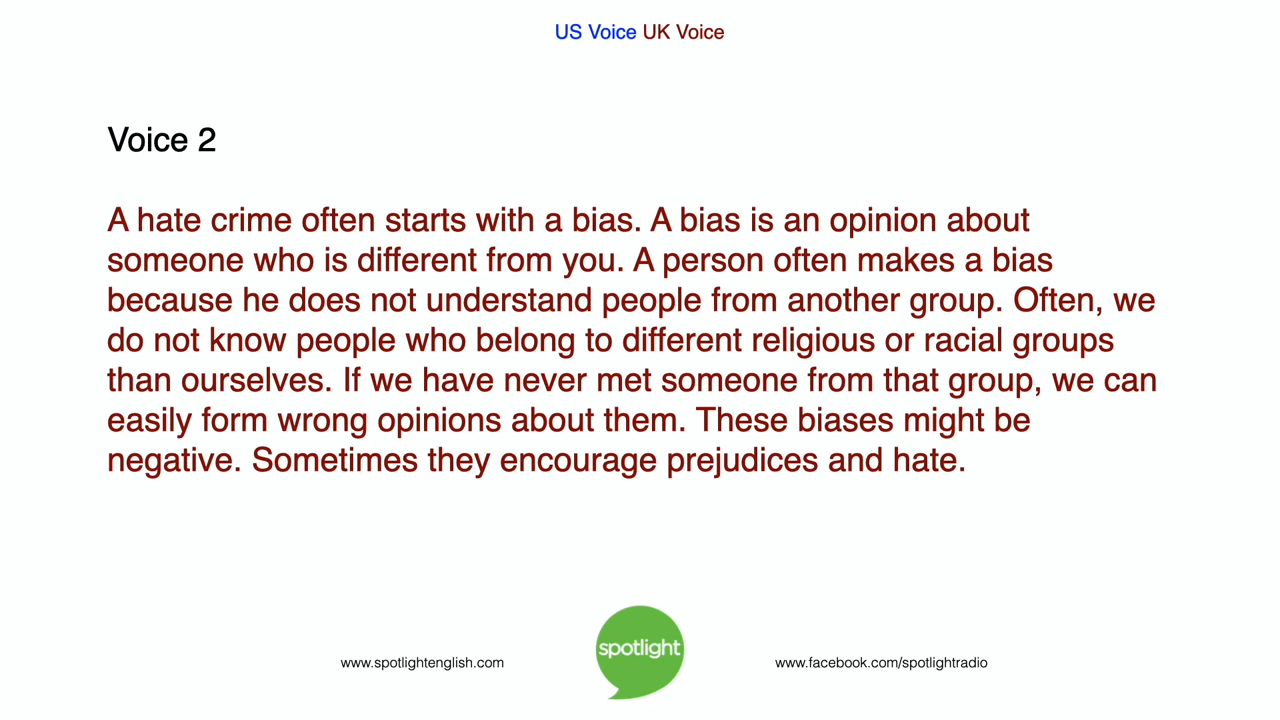 US Voice UK Voice
Voice 2
A hate crime often starts with a bias. A bias is an opinion about
someone who is different from you. A person often makes a bias
because he does not understand people from another group. Often, we
do not know people who belong to different religious or racial groups
than ourselves. If we have never met someone from that group, we can
easily form wrong opinions about them. These biases might be
negative. Sometimes they encourage prejudices and hate.
www.spotlightenglish.com
spotlight
www.facebook.com/spotlightradio